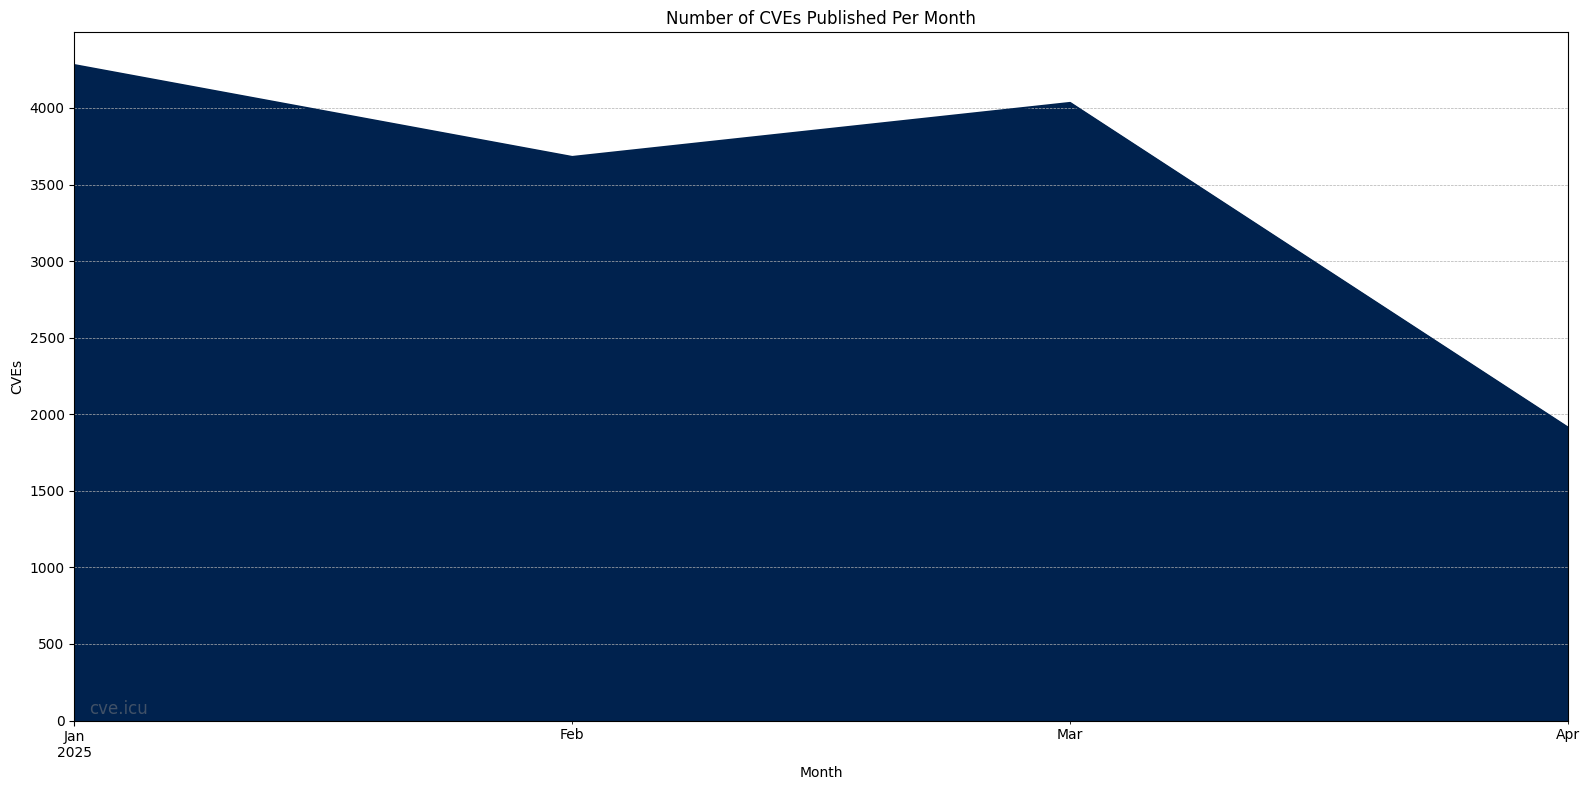 Number of CVEs Published Per Month
4000
3500
3000
2500
2000
1500
1000
500
0
CVEs
cve.icu
Jan
2025
Feb
Mar
Apr
Month